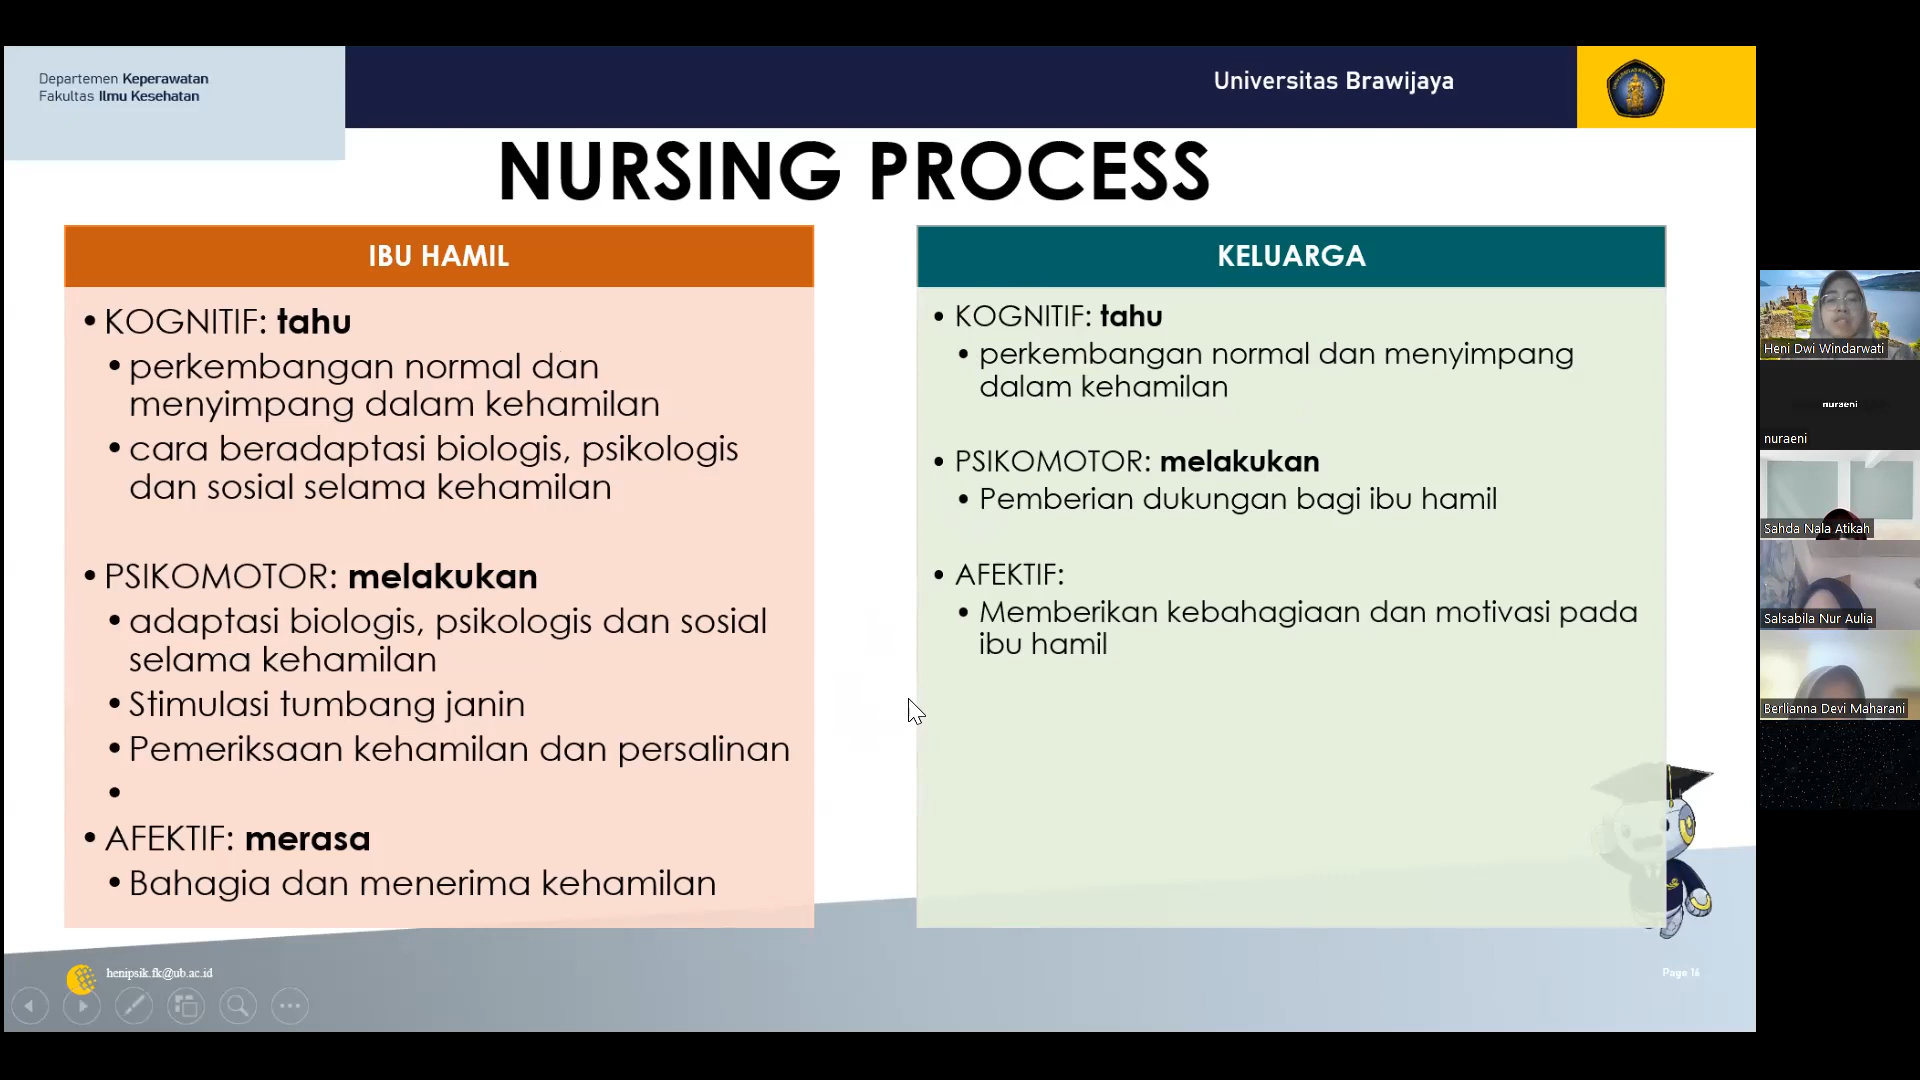 Departemen Keperawatan
Fakultas Ilmu Kesehatan
Universitas Brawijaya
NURSING PROCESS
IBU HAMIL
• KOGNITIF: tahu
• perkembangan normal dan
menyimpang dalam kehamilan
• cara beradaptasi biologis, psikologis
dan sosial selama kehamilan
• PSIKOMOTOR: melakukan
• adaptasi biologis, psikologis dan sosial
selama kehamilan
• Stimulasi tumbang janin
• Pemeriksaan kehamilan dan persalinan
•
• AFEKTIF: merasa
• Bahagia dan menerima kehamilan
KELUARGA
• KOGNITIF: tahu
• perkembangan normal dan menyimpang
dalam kehamilan
• PSIKOMOTOR: melakukan
• Pemberian dukungan bagi ibu hamil
• AFEKTIF:
• Memberikan kebahagiaan dan motivasi pada
ibu hamil
henipsik.fk@ub.ac.id
Page 16
Heni Dwi Windarwati
nuraeni
nuraeni
Sahda Nala Atikah
Salsabila Nur Aulia
Berlianna Devi Maharani